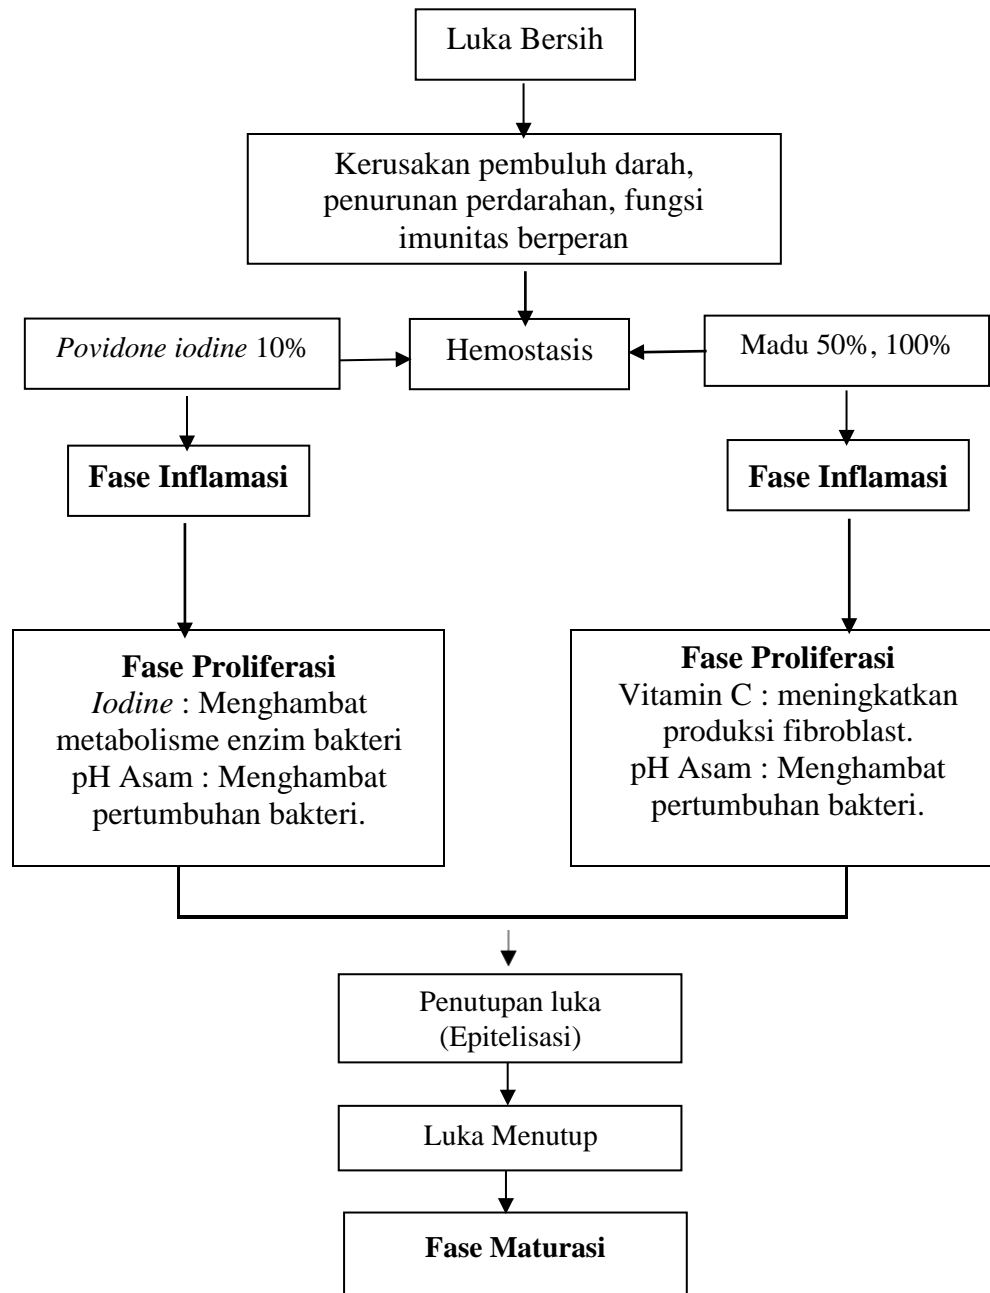 Luka Bersih
Kerusakan pembuluh darah,
penurunan perdarahan, fungsi
imunitas berperan
Povidone iodine 10%
Hemostasis
Madu 50%, 100%
Fase Inflamasi
Fase Inflamasi
Fase Proliferasi
Iodine : Menghambat
metabolisme enzim bakteri
pH Asam : Menghambat
pertumbuhan bakteri.
Fase Proliferasi
Vitamin C : meningkatkan
produksi fibroblast.
pH Asam : Menghambat
pertumbuhan bakteri.
Penutupan luka
(Epitelisasi)
Luka Menutup
Fase Maturasi